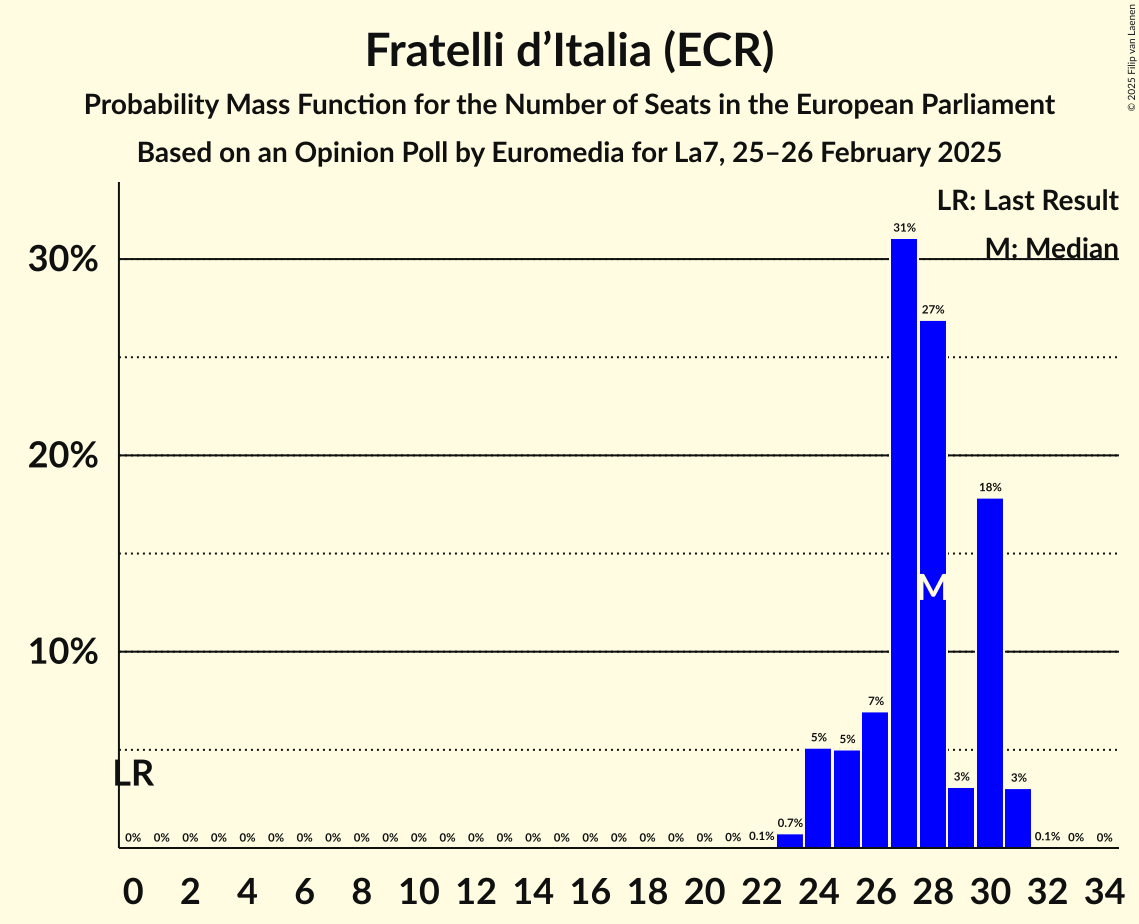 Fratelli d’Italia (ECR)
Probability Mass Function for the Number of Seats in the European Parliament
Based on an Opinion Poll by Euromedia for La7, 25–26 February 2025
© 2025 Filip van Laenen
LR: Last Result
M: Median
30%
20%
10%
31%
27%
18%
M
7%
5% 5%
3% 3%
LR
0% 0% 0% 0% 0% 0% 0% 0% 0% 0% 0% 0% 0% 0% 0% 0% 0% 0% 0% 0% 0% 0% 0.1% 0.7% 0.1% 0% 0%
0 2 4 6 8 10 12 14 16 18 20 22 24 26 28 30 32 34